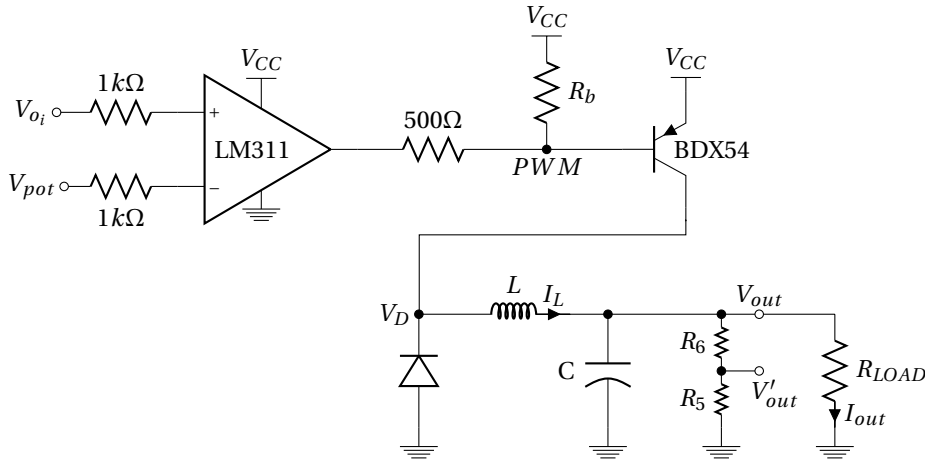 V_CC
V_CC
V_CC
1kΩ
R_b
V_{o_i}
+
LM311
500Ω
BDX54
PWM
V_pot
−
1kΩ
L
I_L
V_out
V_D
R_6
C
R_LOAD
V'_out
R_5
I_out